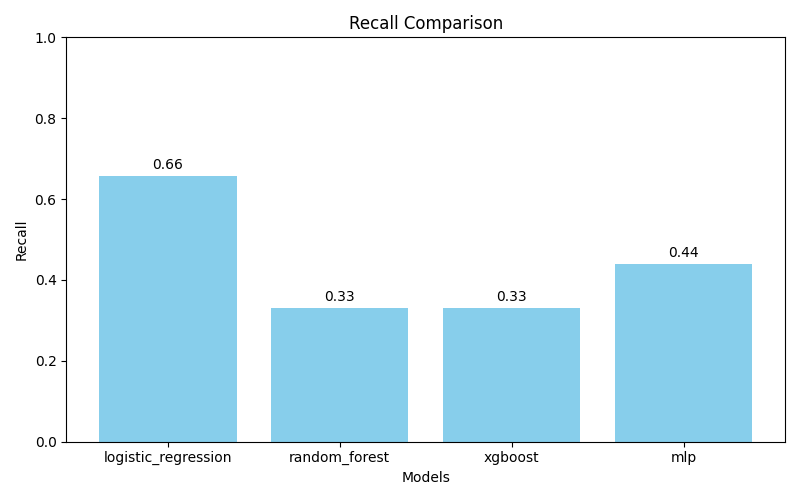 Recall Comparison
1.0
0.8
0.6
0.4
0.2
0.0
Recall
0.66
0.33
0.33
0.44
logistic_regression random_forest xgboost mlp
Models